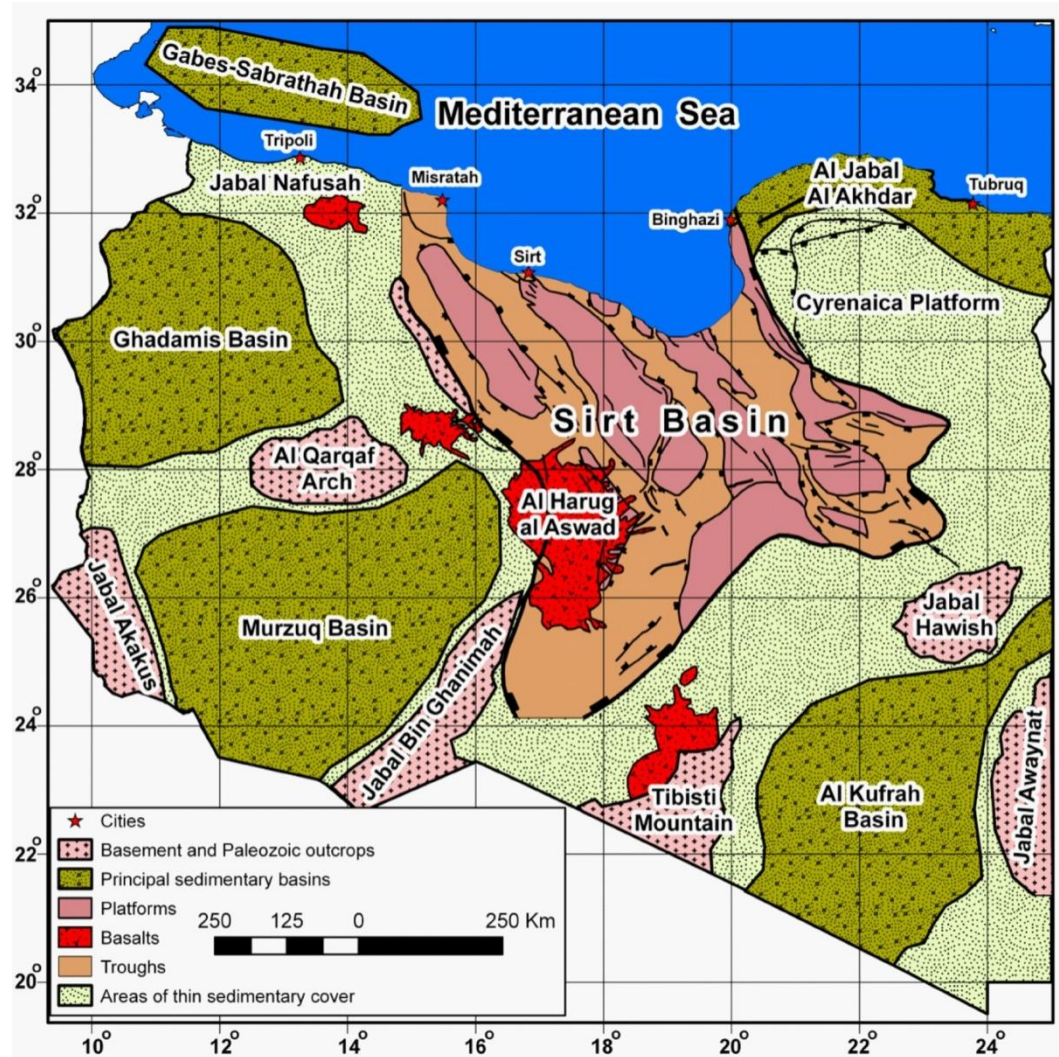 34°
32°
30°
28°
26°
24°
22°
20°
Gabes-Sabrathah Basin
Mediterranean Sea
Tripoli
Jabal Nafusah
Misratah
Sirt
Binghazi
Al Jabal
Al Akhdar
Tubruq
Cyrenaica Platform
Ghadamis Basin
Sirt Basin
Al Qarqaf
Arch
Al Harug
al Aswad
Jabal Akakus
Murzuq Basin
Jabal Bin Ghanimah
Jabal
Hawish
Tibisti
Mountain
Al Kufrah
Basin
Jabal Awaynat
Cities
Basement and Paleozoic outcrops
Principal sedimentary basins
Platforms
Basalts
Troughs
Areas of thin sedimentary cover
250 125 0 250 Km
10° 12 14 16 18 20 22 24°